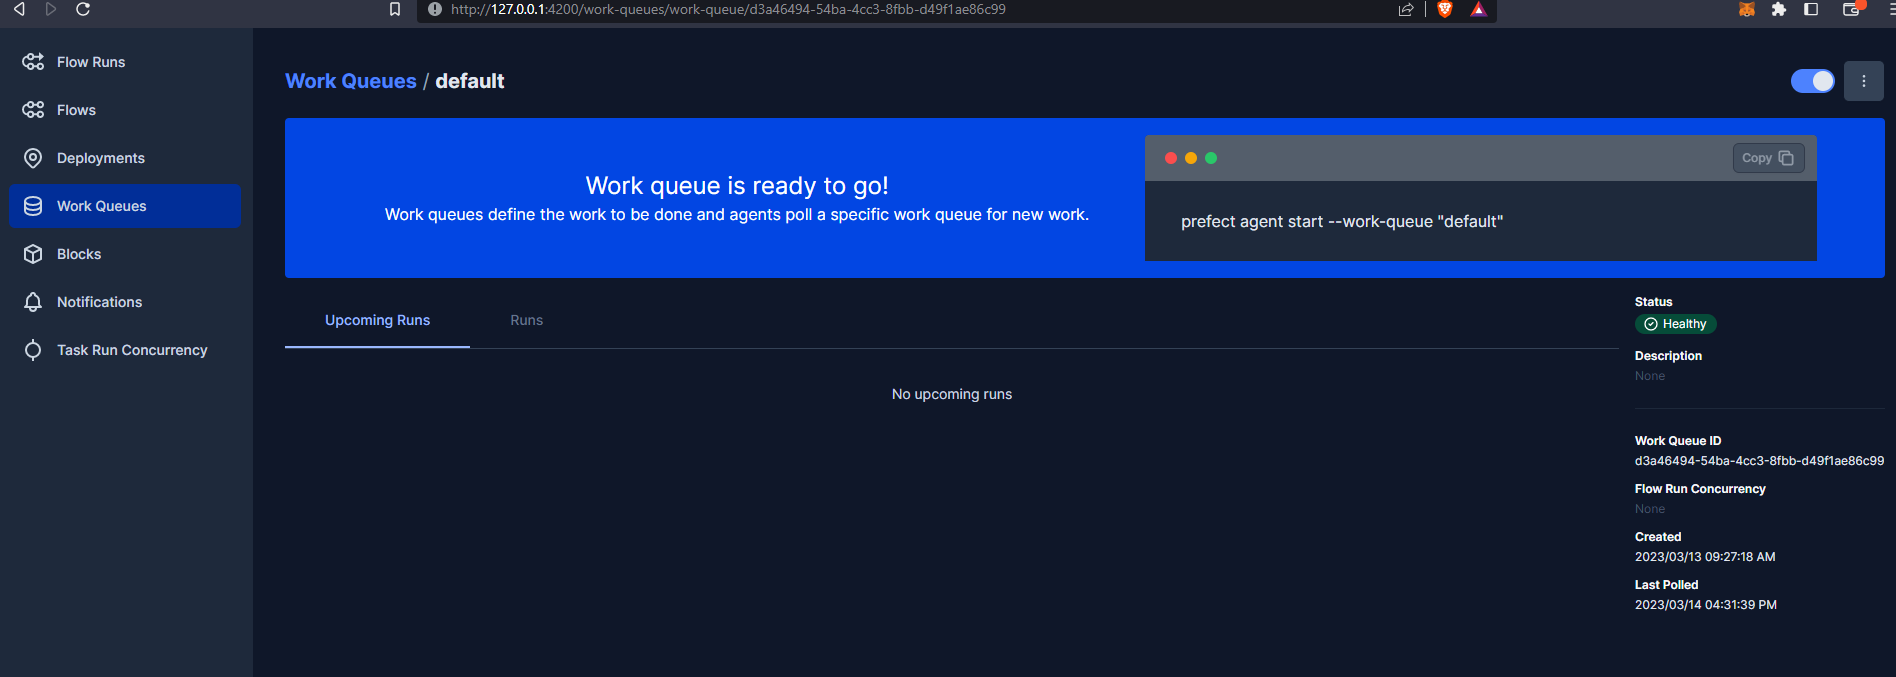 http://127.0.0.1:4200/work-queues/work-queue/d3a46494-54ba-4cc3-8fbb-d49f1ae86c99
Flow Runs
Flows
Deployments
Work Queues
Blocks
Notifications
Task Run Concurrency
Work Queues / default
Work queue is ready to go!
Work queues define the work to be done and agents poll a specific work queue for new work.
Copy
prefect agent start --work-queue "default"
Upcoming Runs
Runs
No upcoming runs
Status
Healthy
Description
None
Work Queue ID
d3a46494-54ba-4cc3-8fbb-d49f1ae86c99
Flow Run Concurrency
None
Created
2023/03/13 09:27:18 AM
Last Polled
2023/03/14 04:31:39 PM